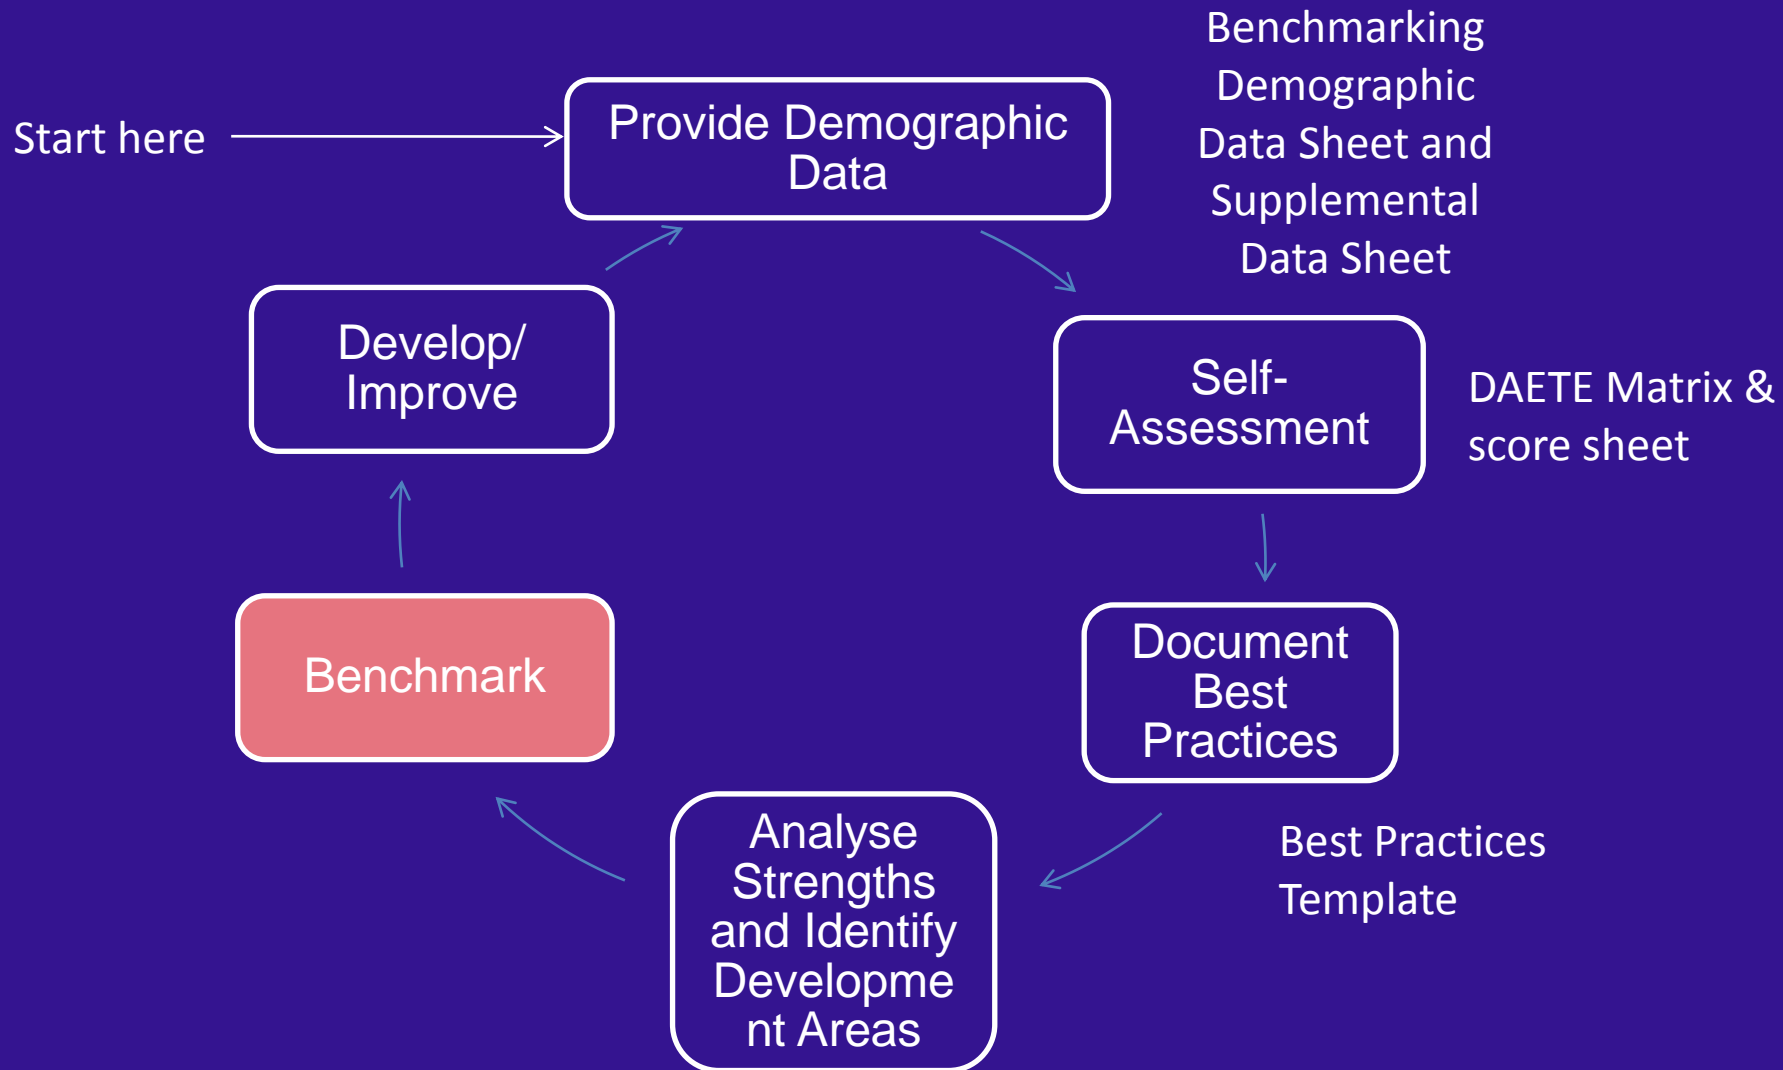 Start here
Provide Demographic
Data
Benchmarking
Demographic
Data Sheet and
Supplemental
Data Sheet
Self-
Assessment
DAETE Matrix &
score sheet
Document
Best
Practices
Best Practices
Template
Analyse
Strengths
and Identify
Developme
nt Areas
Benchmark
Develop/
Improve